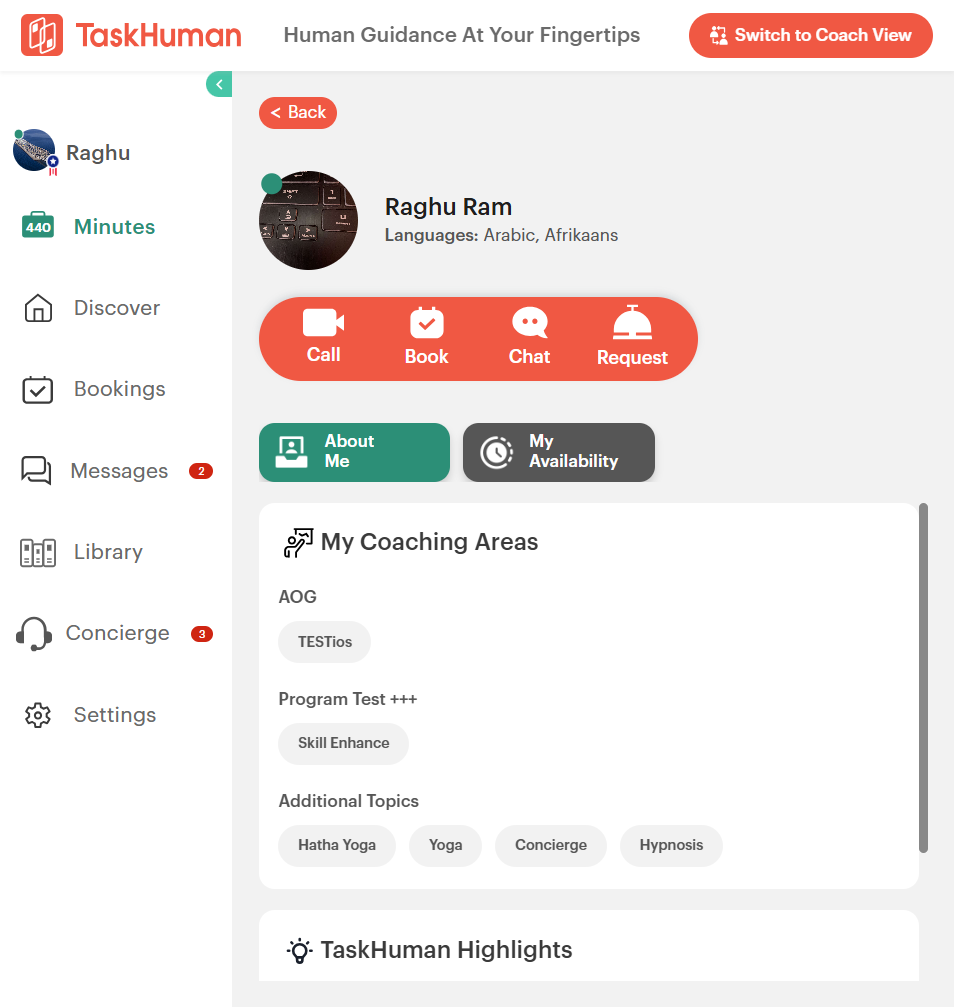 TaskHuman
Human Guidance At Your Fingertips
Switch to Coach View
Raghu
440
Minutes
Discover
Bookings
Messages
2
Library
Concierge
3
Settings
< Back
Raghu Ram
Languages: Arabic, Afrikaans
Call
Book
Chat
Request
About
Me
My
Availability
My Coaching Areas
AOG
TESTios
Program Test +++
Skill Enhance
Additional Topics
Hatha Yoga
Yoga
Concierge
Hypnosis
TaskHuman Highlights